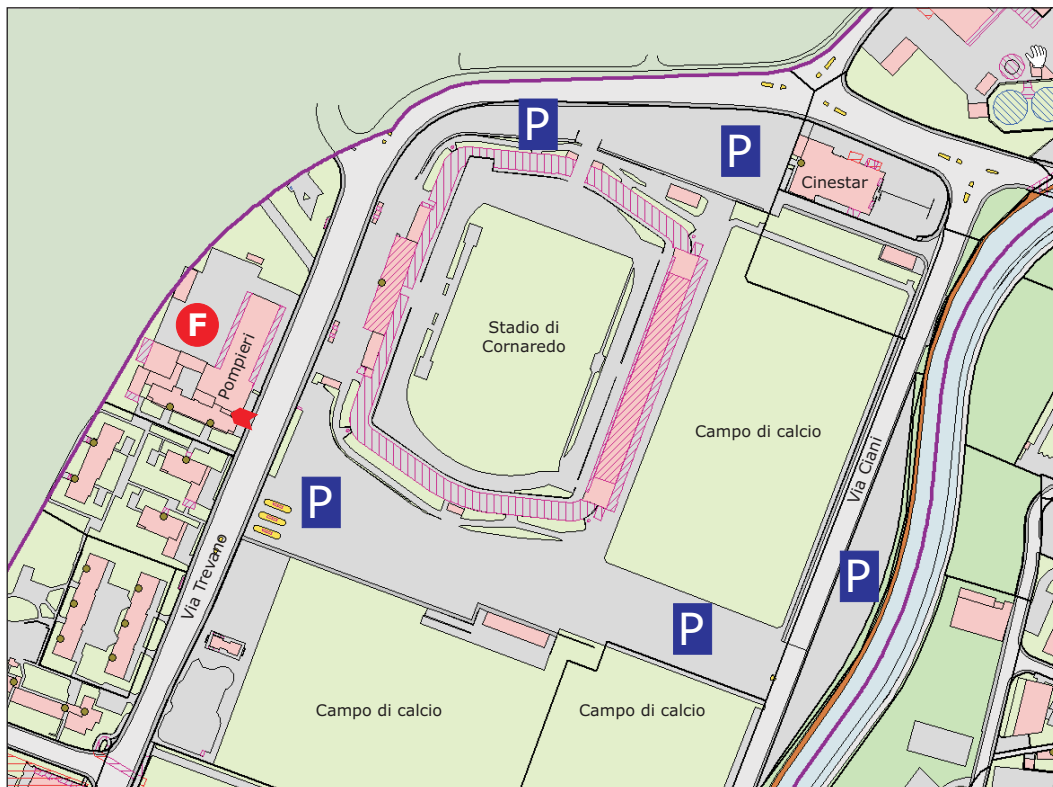 P
P
Cinestar
F
Pompieri
Stadio di
Cornaredo
Campo di calcio
Via Ciani
P
Via Trevano
P
P
Campo di calcio
Campo di calcio